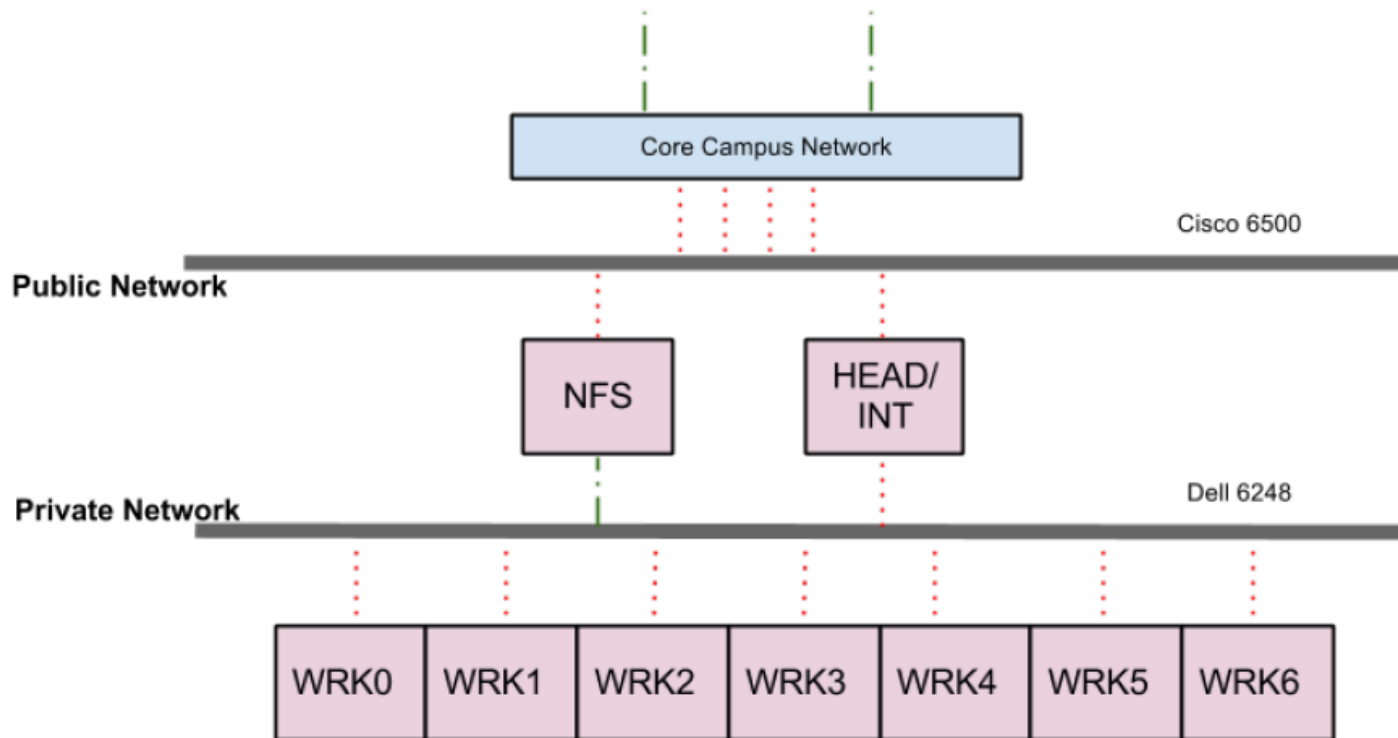 Core Campus Network
Cisco 6500
Public Network
NFS
HEAD/
INT
Dell 6248
Private Network
WRK0
WRK1
WRK2
WRK3
WRK4
WRK5
WRK6